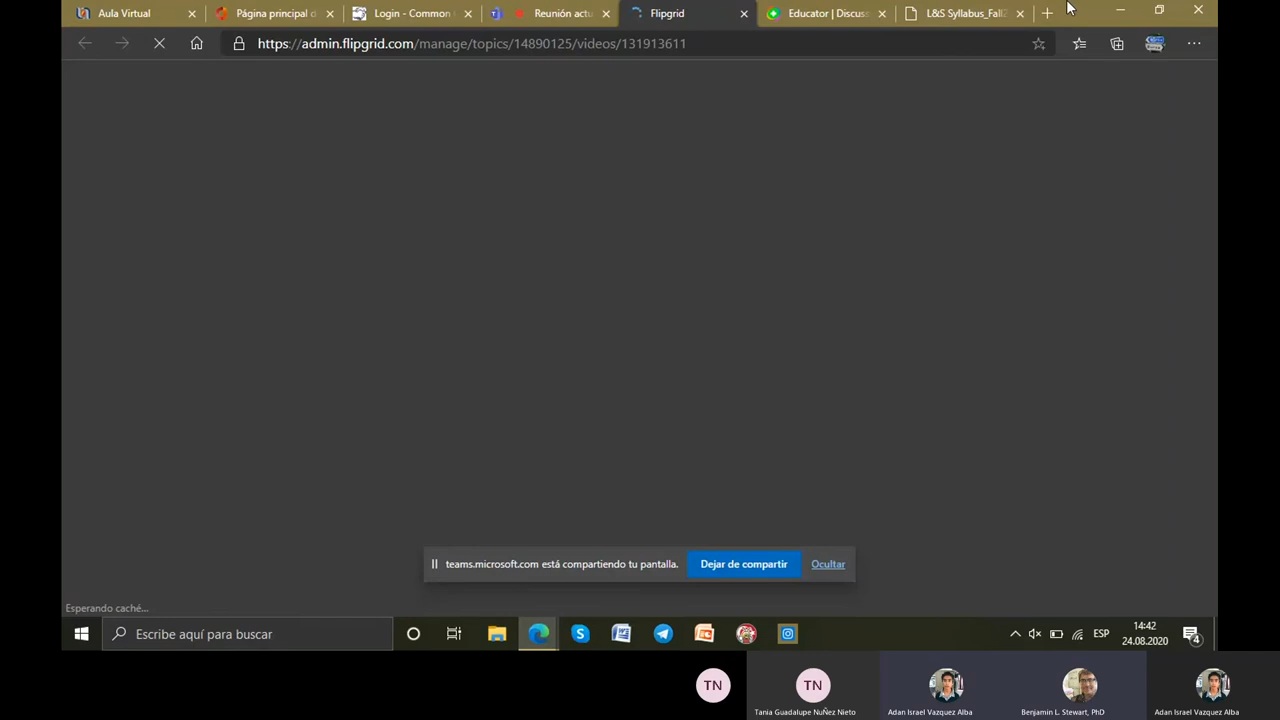 Aula Virtual
Página principal d
Login - Common
Reunión actu
Flipgrid
Educator | Discuss
L&S Syllabus_Fall2
https://admin.flipgrid.com/manage/topics/14890125/videos/131913611
teams.microsoft.com está compartiendo tu pantalla.
Dejar de compartir
Ocultar
Esperando caché...
Escribe aquí para buscar
ESP
14:42
24.08.2020
4
TN
TN
Tania Guadalupe NuÑez Nieto
Adan Israel Vazquez Alba
Benjamin L. Stewart, PhD
Adan Israel Vazquez Alba